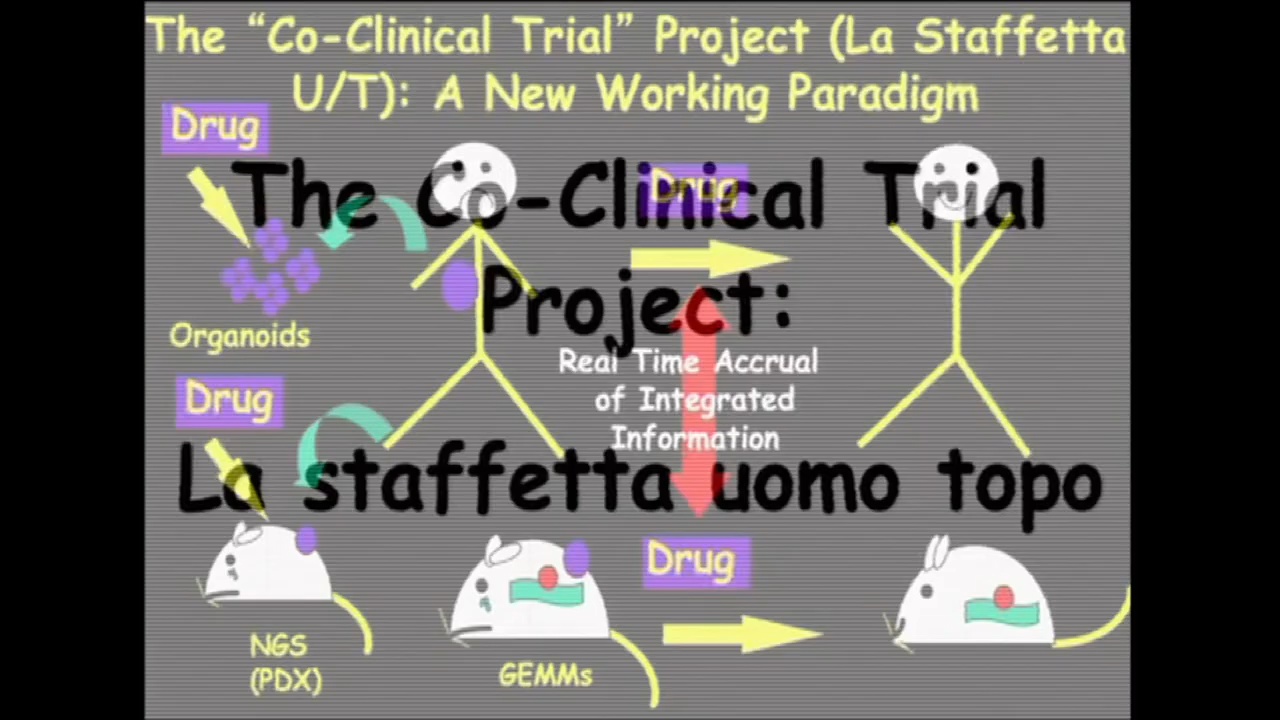 The “Co-Clinical Trial” Project (La Staffetta
U/T): A New Working Paradigm
Drug
The Co-Clinical Trial
Drug
Project:
Organoids
Real Time Accrual
of Integrated
Information
Drug
La staffetta uomo topo
Drug
NGS
(PDX)
GEMMs